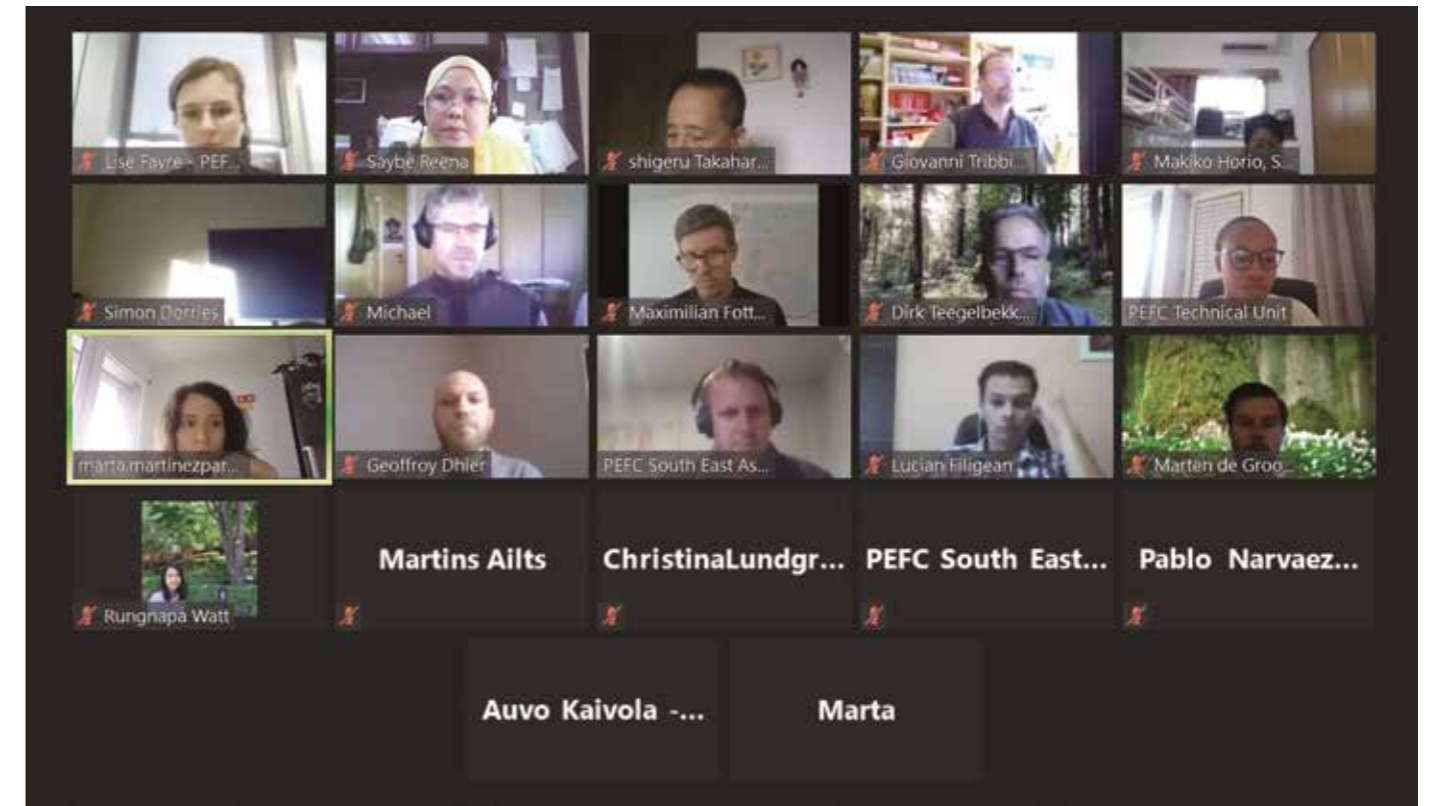 Lise Favre - PEF...
Saybe Reena
shigeru Takahar...
Giovanni Tribbi...
Makiko Horio, S...
Simon Dorries
Michael
Maximilian Fott...
Dirk Teegelbekk...
PEFC Technical Unit
marta.martinezpar...
Geoffroy Dhier
PEFC South East As...
Lucian Filigean
Marten de Groo...
Rungnapa Watt
Martins Ailts
ChristinaLundgr...
PEFC South East...
Pablo Narvaez...
Auvo Kaivola -...
Marta